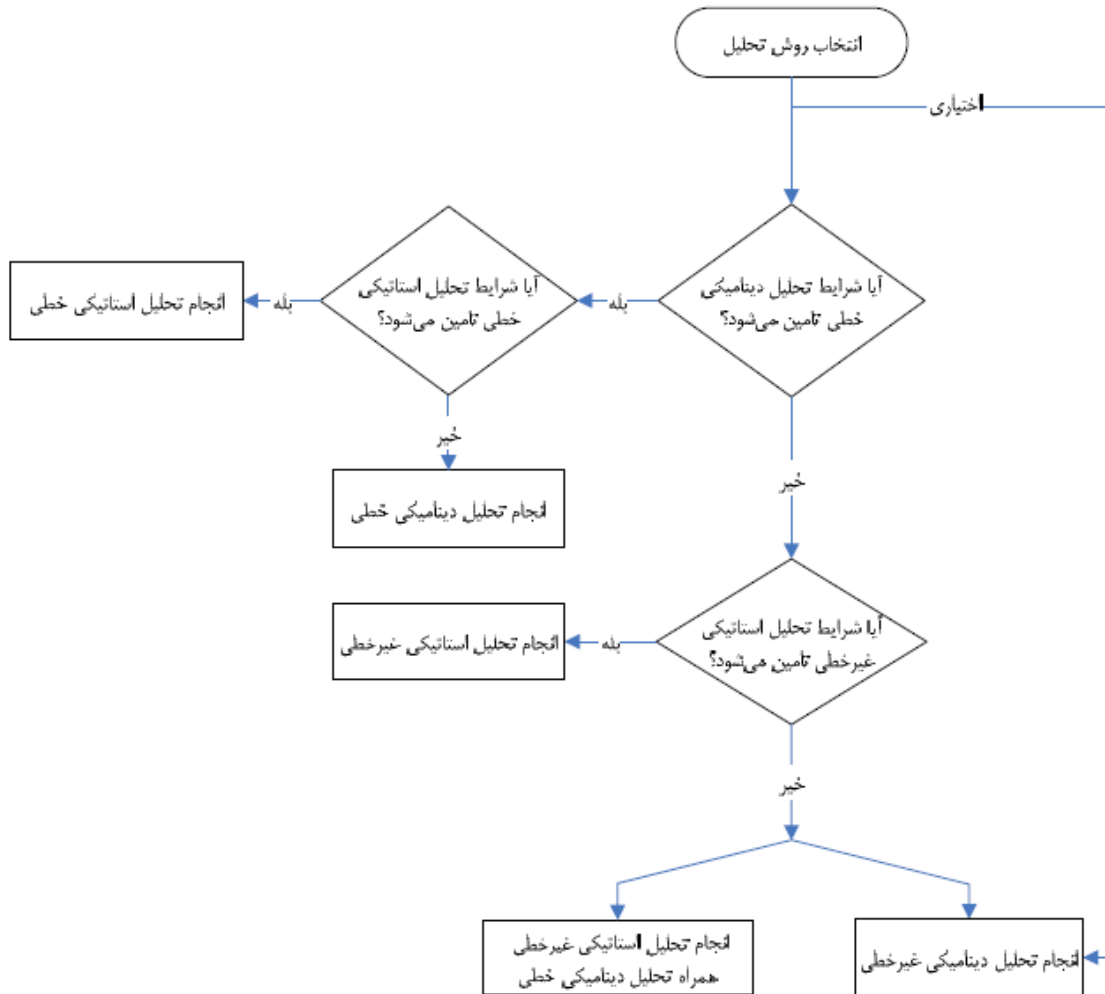 انتخاب روش تحلیل
اختیاری
آیا شرایط تحلیل دینامیکی
خطی تامین می‌شود؟
بله
آیا شرایط تحلیل استاتیکی
خطی تامین می‌شود؟
بله
انجام تحلیل استاتیکی خطی
خیر
انجام تحلیل دینامیکی خطی
خیر
آیا شرایط تحلیل استاتیکی
غیرخطی تامین می‌شود؟
بله
انجام تحلیل استاتیکی غیرخطی
خیر
انجام تحلیل دینامیکی غیرخطی
انجام تحلیل استاتیکی غیرخطی
همراه تحلیل دینامیکی خطی